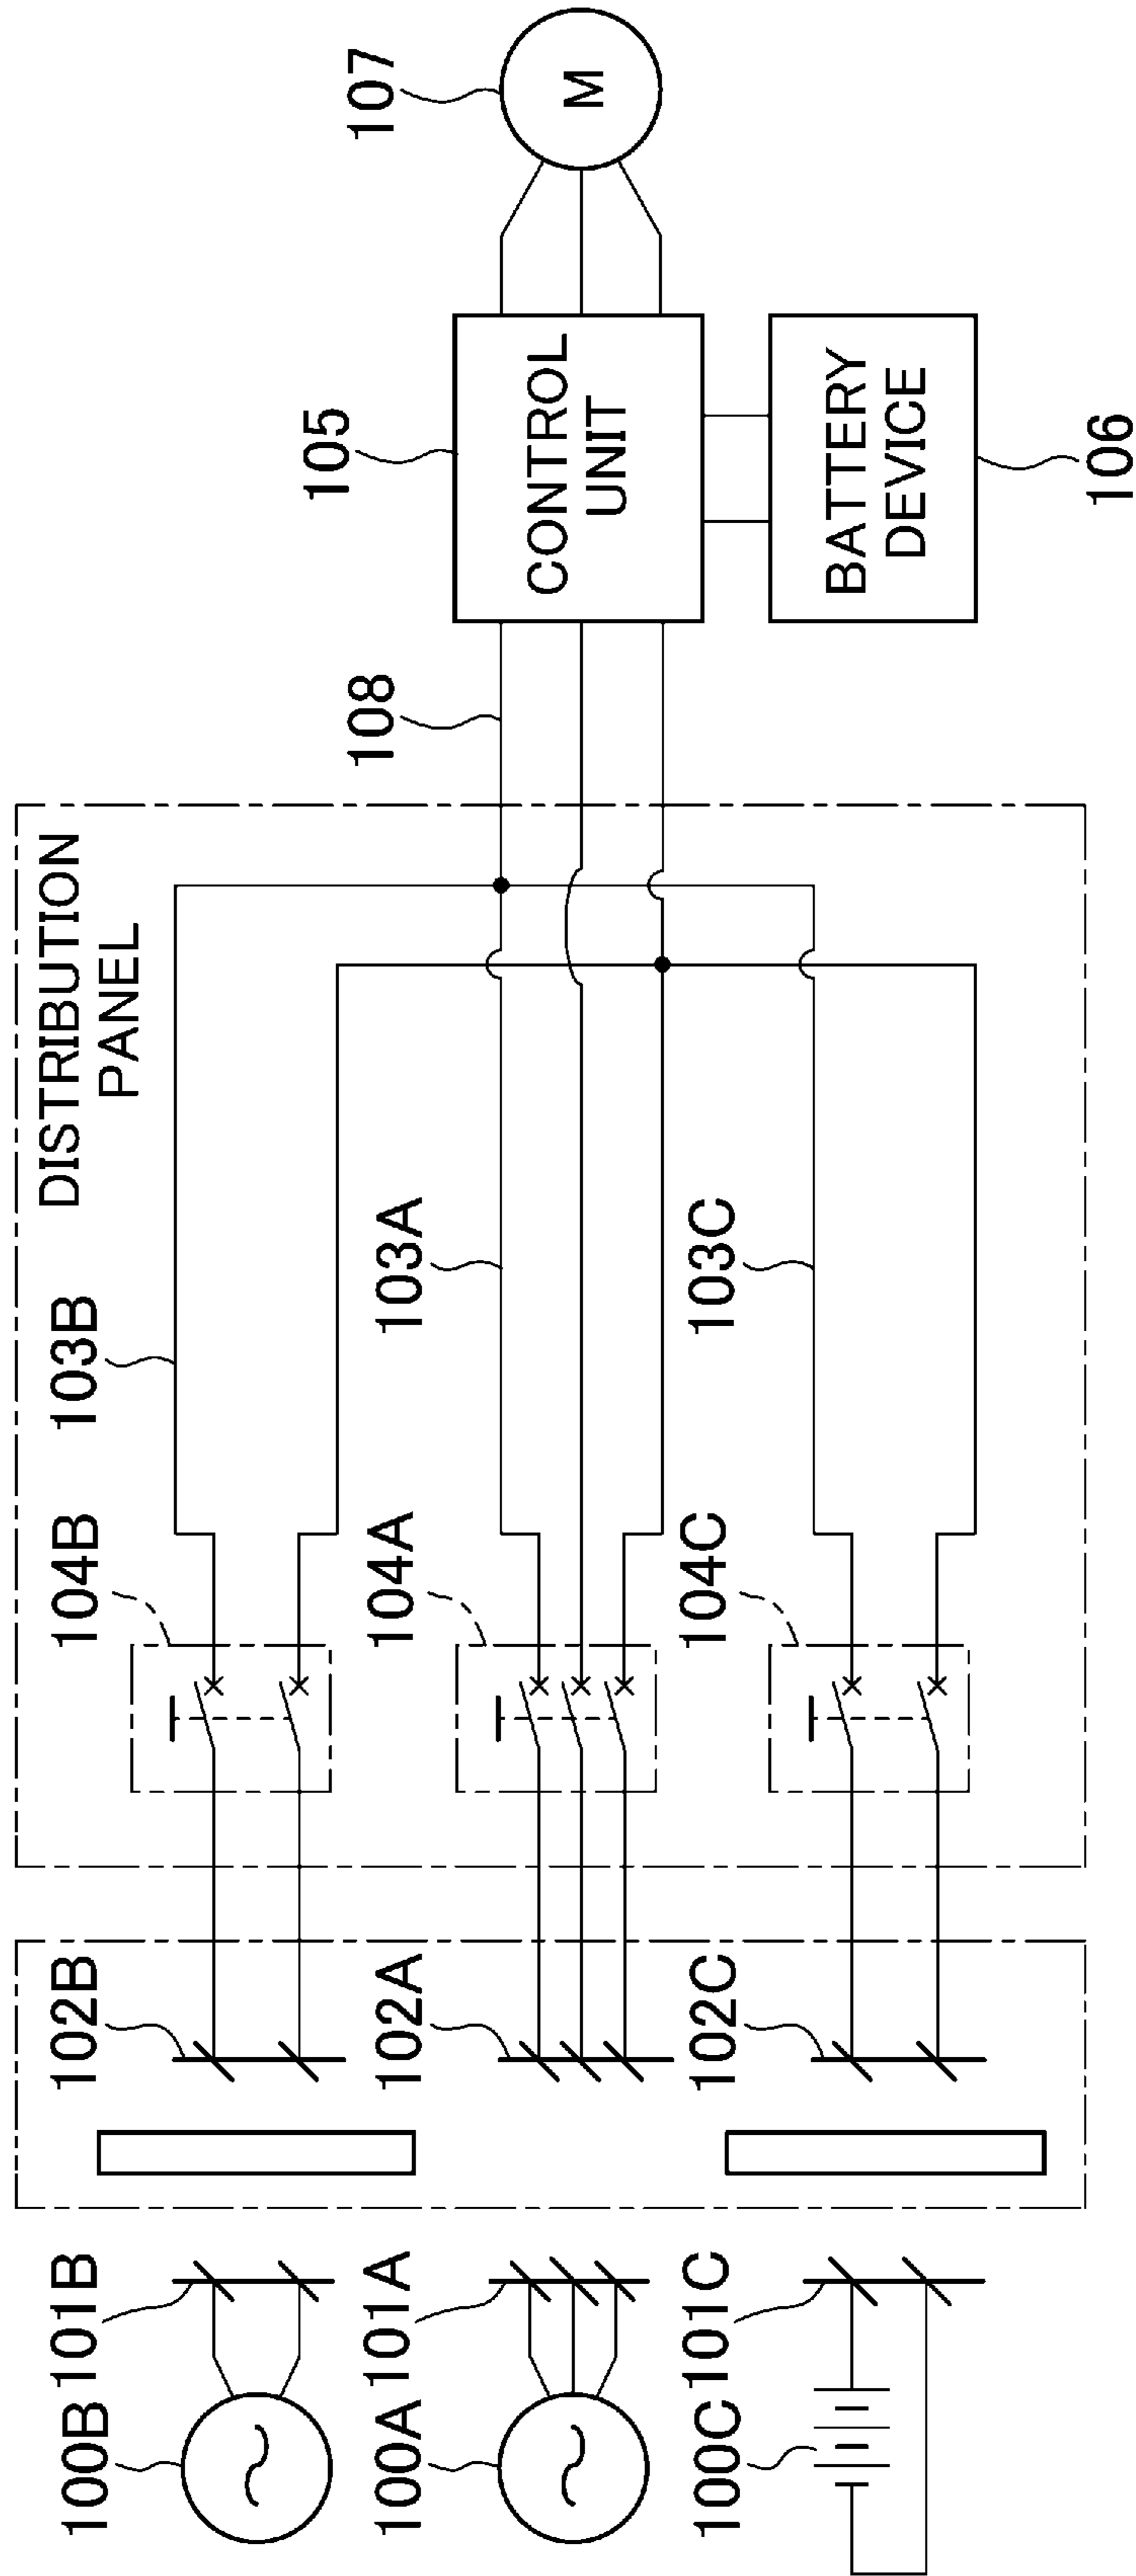 DISTRIBUTION
PANEL
103B
104B
102B
101B
100B
107
M
108
105
CONTROL
UNIT
103A
104A
102A
101A
100A
BATTERY
DEVICE
106
103C
104C
102C
101C
100C